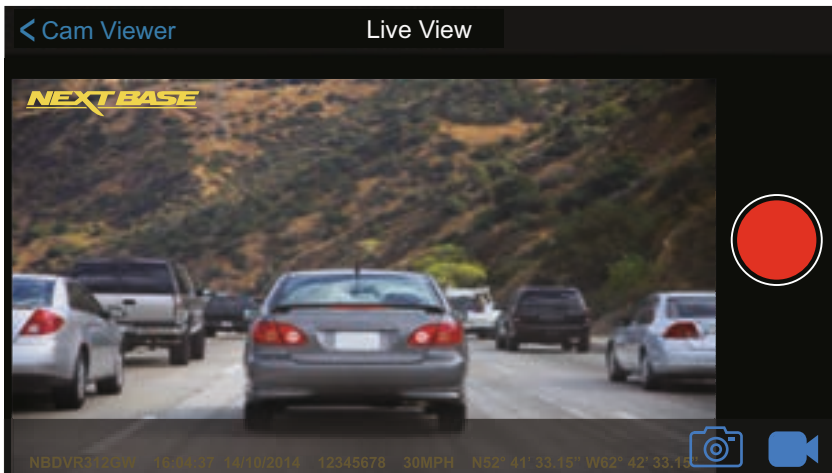 Cam Viewer
Live View
NEXTBASE
NBDVR312GW 16:04:37 14/10/2014 12345678 30MPH N52° 41' 33.15" W62° 42' 33.15"